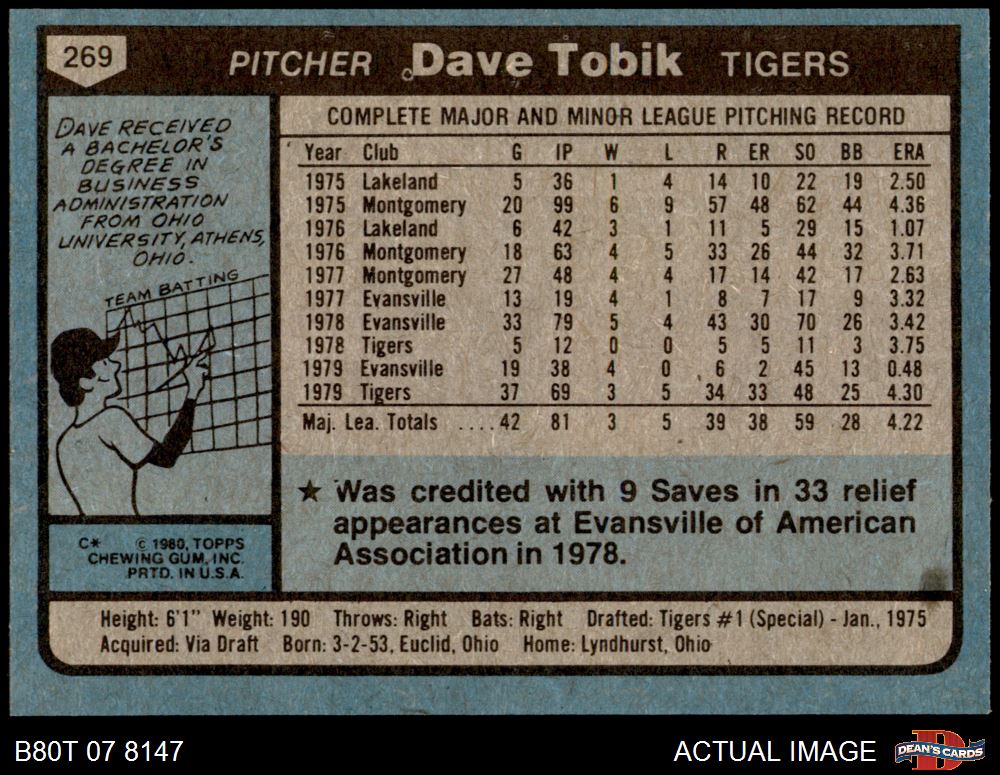 269
PITCHER Dave Tobik TIGERS
DAVE RECEIVED
A BACHELOR'S
DEGREE IN
BUSINESS
ADMINISTRATION
FROM OHIO
UNIVERSITY, ATHENS,
OHIO.
TEAM BATTING
C* © 1980, TOPPS
CHEWING GUM, INC.
PRTD. IN U.S.A.
COMPLETE MAJOR AND MINOR LEAGUE PITCHING RECORD
Year Club G IP W L R ER SO BB ERA
1975 Lakeland 5 36 1 4 14 10 22 19 2.50
1975 Montgomery 20 99 6 9 57 48 62 44 4.36
1976 Lakeland 6 42 3 1 11 5 29 15 1.07
1976 Montgomery 18 63 4 5 33 26 44 32 3.71
1977 Montgomery 27 48 4 4 17 14 42 17 2.63
1977 Evansville 13 19 4 1 8 7 17 9 3.32
1978 Evansville 33 79 5 4 43 30 70 26 3.42
1978 Tigers 5 12 0 0 5 5 11 3 3.75
1979 Evansville 19 38 4 0 6 2 45 13 0.48
1979 Tigers 37 69 3 5 34 33 48 25 4.30
Maj. Lea. Totals ....42 81 3 5 39 38 59 28 4.22
★ Was credited with 9 Saves in 33 relief
appearances at Evansville of American
Association in 1978.
Height: 6'1" Weight: 190 Throws: Right Bats: Right Drafted: Tigers #1 (Special) - Jan., 1975
Acquired: Via Draft Born: 3-2-53, Euclid, Ohio Home: Lyndhurst, Ohio
B80T 07 8147
ACTUAL IMAGE
D
DEAN'S CARDS